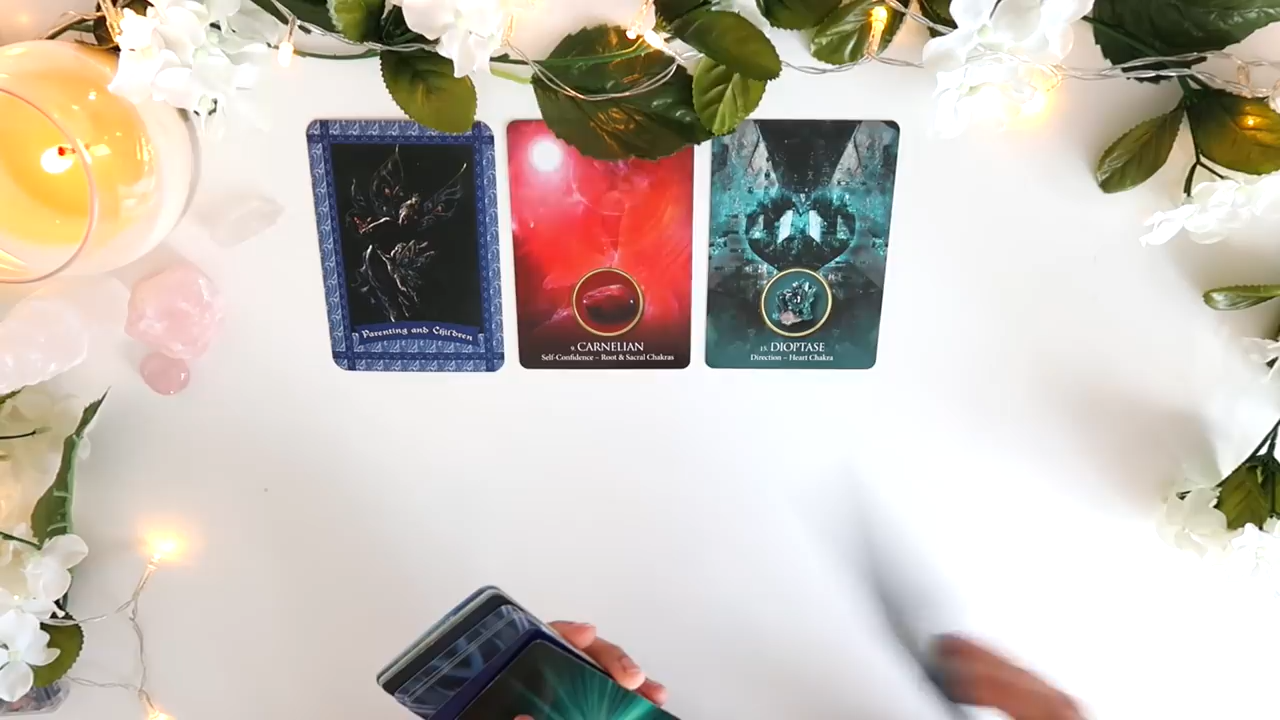 Parenting and Children
9. CARNELIAN
Self-Confidence – Root & Sacral Chakras
15. DIOPTASE
Direction – Heart Chakra